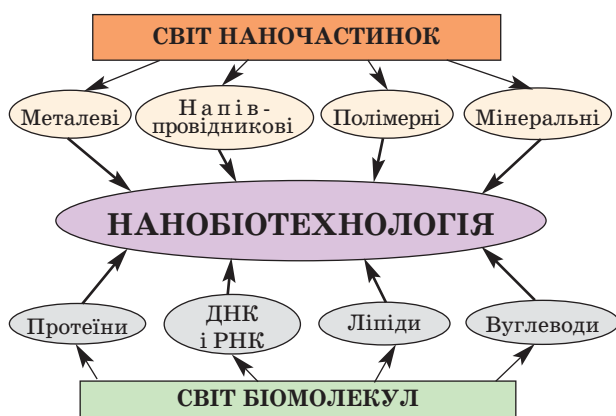 СВІТ НАНОЧАСТИНОК
Металеві
Напів-
провідникові
Полімерні
Мінеральні
НАНОБІОТЕХНОЛОГІЯ
Протеїни
ДНК
і РНК
Ліпіди
Вуглеводи
СВІТ БІОМОЛЕКУЛ